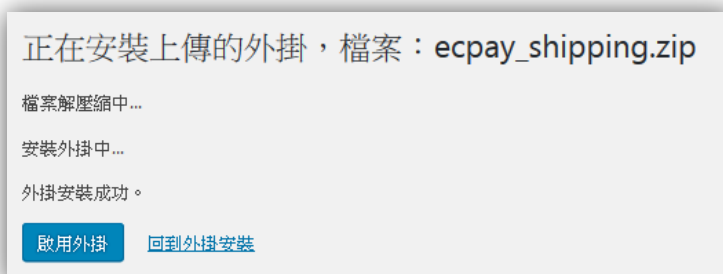 正在安裝上傳的外掛，檔案：ecpay_shipping.zip
檔案解壓縮中...
安裝外掛中...
外掛安裝成功。
啟用外掛 回到外掛安裝